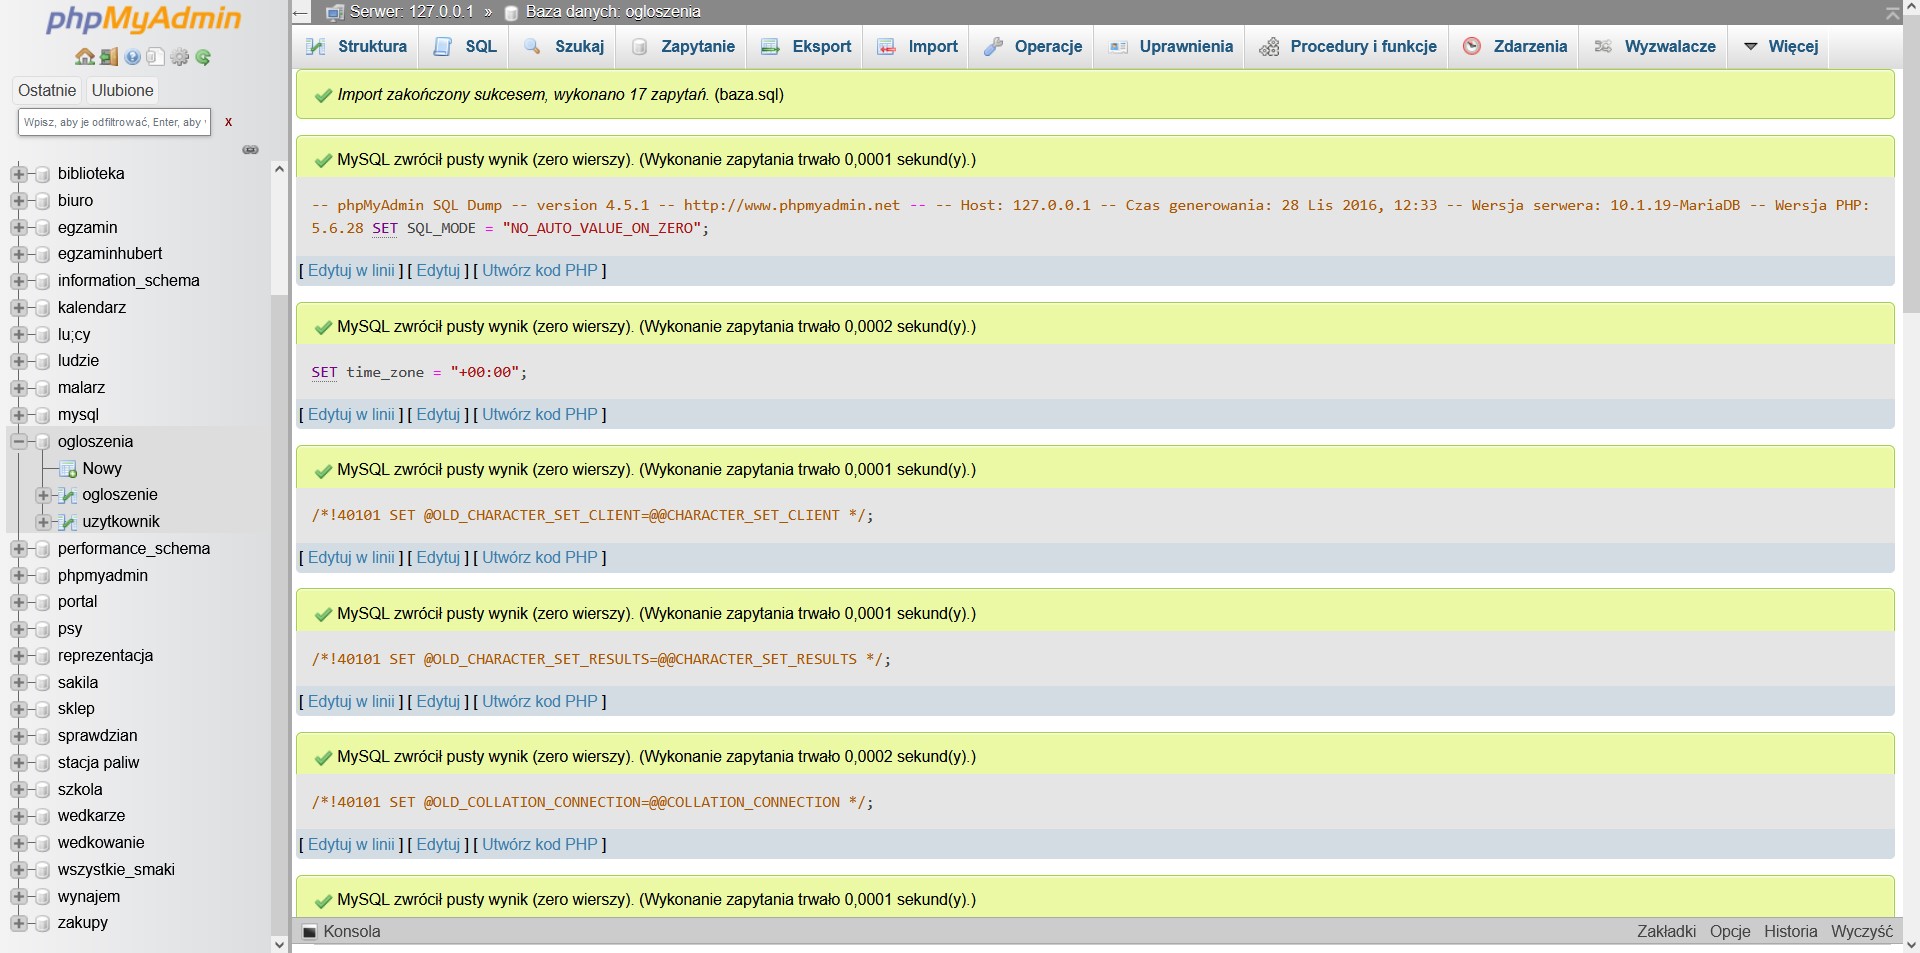 phpMyAdmin
Ostatnie Ulubione
Wpisz, aby je odfiltrować, Enter, aby X
biblioteka
biuro
egzamin
egzaminhubert
information_schema
kalendarz
lu;cy
ludzie
malarz
mysql
ogloszenia
Nowy
ogloszenie
uzytkownik
performance_schema
phpmyadmin
portal
psy
reprezentacja
sakila
sklep
sprawdzian
stacja paliw
szkola
wedkarze
wedkowanie
wszystkie_smaki
wynajem
zakupy
Serwer: 127.0.0.1 » Baza danych: ogloszenia
Struktura SQL Szukaj Zapytanie Eksport Import Operacje Uprawnienia Procedury i funkcje Zdarzenia Wyzwalacze Więcej
Import zakończony sukcesem, wykonano 17 zapytań. (baza.sql)
MySQL zwrócił pusty wynik (zero wierszy). (Wykonanie zapytania trwało 0,0001 sekund(y).)
-- phpMyAdmin SQL Dump -- version 4.5.1 -- http://www.phpmyadmin.net -- -- Host: 127.0.0.1 -- Czas generowania: 28 Lis 2016, 12:33 -- Wersja serwera: 10.1.19-MariaDB -- Wersja PHP:
5.6.28 SET SQL_MODE = "NO_AUTO_VALUE_ON_ZERO";
[ Edytuj w linii ] [ Edytuj ] [ Utwórz kod PHP ]
MySQL zwrócił pusty wynik (zero wierszy). (Wykonanie zapytania trwało 0,0002 sekund(y).)
SET time_zone = "+00:00";
[ Edytuj w linii ] [ Edytuj ] [ Utwórz kod PHP ]
MySQL zwrócił pusty wynik (zero wierszy). (Wykonanie zapytania trwało 0,0001 sekund(y).)
/*!40101 SET @OLD_CHARACTER_SET_CLIENT=@@CHARACTER_SET_CLIENT */;
[ Edytuj w linii ] [ Edytuj ] [ Utwórz kod PHP ]
MySQL zwrócił pusty wynik (zero wierszy). (Wykonanie zapytania trwało 0,0001 sekund(y).)
/*!40101 SET @OLD_CHARACTER_SET_RESULTS=@@CHARACTER_SET_RESULTS */;
[ Edytuj w linii ] [ Edytuj ] [ Utwórz kod PHP ]
MySQL zwrócił pusty wynik (zero wierszy). (Wykonanie zapytania trwało 0,0002 sekund(y).)
/*!40101 SET @OLD_COLLATION_CONNECTION=@@COLLATION_CONNECTION */;
[ Edytuj w linii ] [ Edytuj ] [ Utwórz kod PHP ]
MySQL zwrócił pusty wynik (zero wierszy). (Wykonanie zapytania trwało 0,0001 sekund(y).)
Konsola Zakładki Opcje Historia Wyczyść